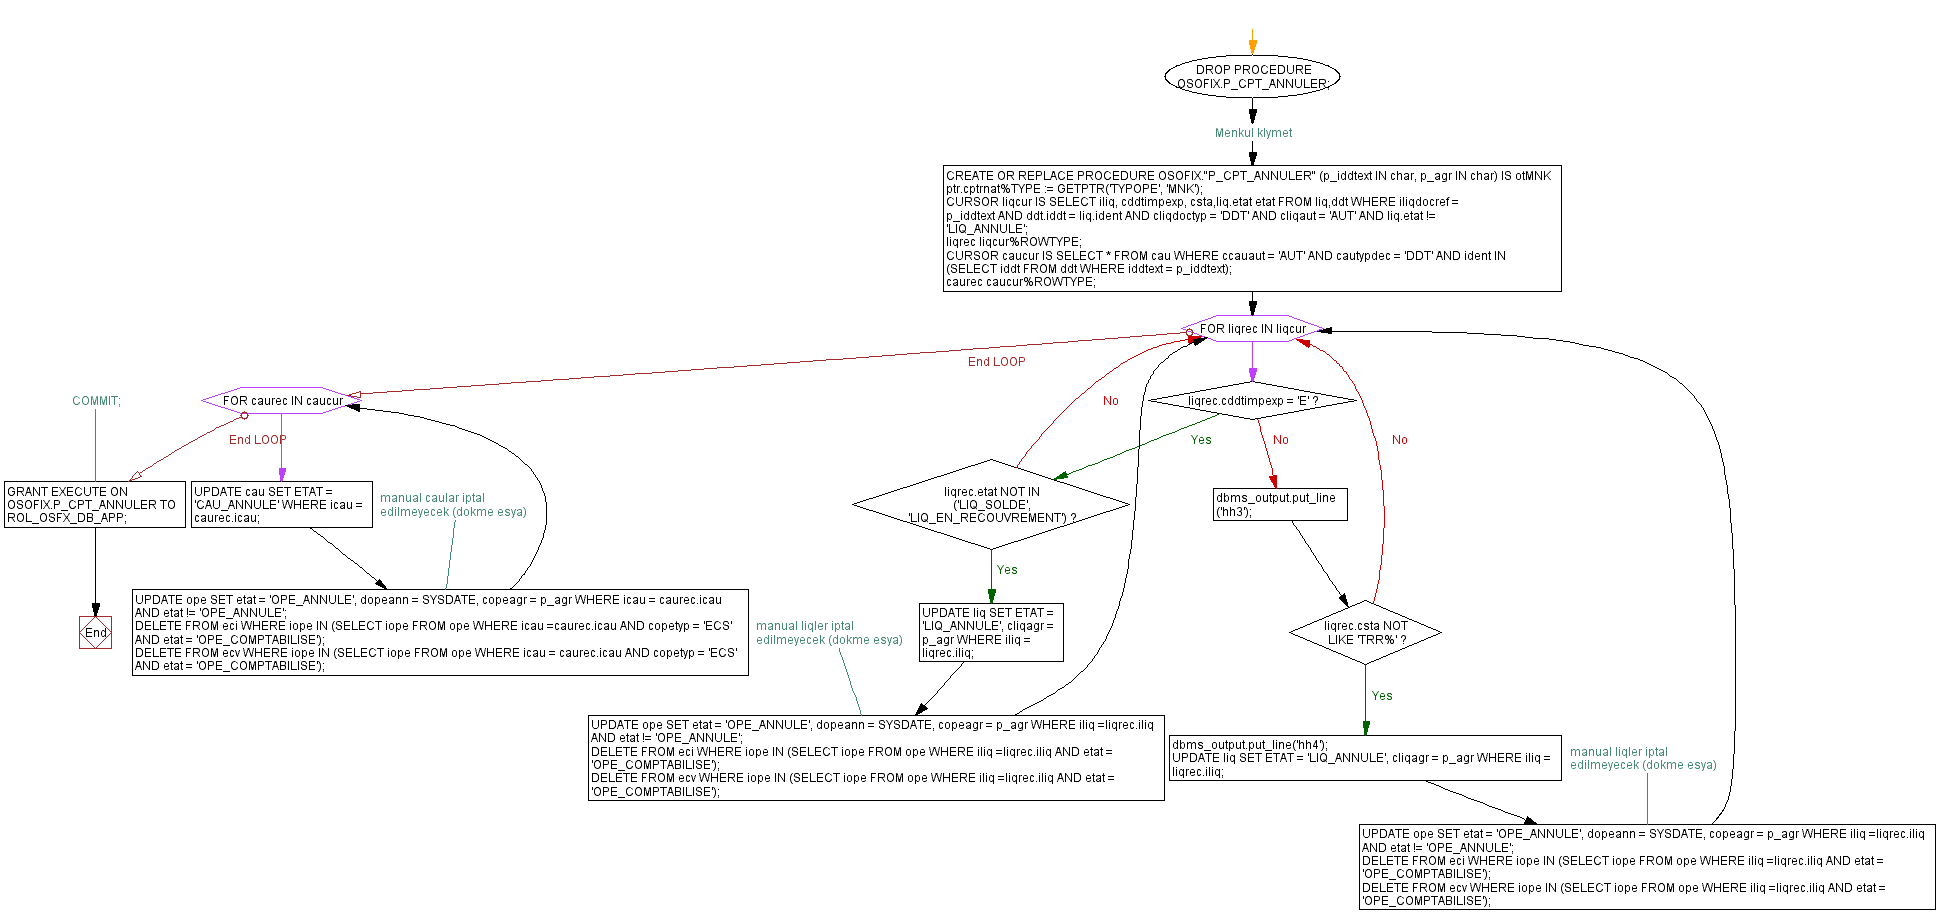 DROP PROCEDURE
OSOFIX.P_CPT_ANNULER;
Menkul klymet
CREATE OR REPLACE PROCEDURE OSOFIX."P_CPT_ANNULER" (p_iddtext IN char, p_agr IN char) IS otMNK
ptr.cptrnat%TYPE := GETPTR('TYPOPE', 'MNK');
CURSOR liqcur IS SELECT iliq, cddtimpexp, csta,liq.etat etat FROM liq,ddt WHERE iliqdocref =
p_iddtext AND ddt.iddt = liq.ident AND cliqdoctyp = 'DDT' AND cliqaut = 'AUT' AND liq.etat !=
'LIQ_ANNULE';
liqrec liqcur%ROWTYPE;
CURSOR caucur IS SELECT * FROM cau WHERE ccauaut = 'AUT' AND cautypdec = 'DDT' AND ident IN
(SELECT iddt FROM ddt WHERE iddtext = p_iddtext);
caurec caucur%ROWTYPE;
FOR liqrec IN liqcur
End LOOP
COMMIT;
FOR caurec IN caucur
No
liqrec.cddtimpexp = 'E' ?
End LOOP
Yes
No
No
GRANT EXECUTE ON
OSOFIX.P_CPT_ANNULER TO
ROL_OSFX_DB_APP;
UPDATE cau SET ETAT =
'CAU_ANNULE' WHERE icau =
caurec.icau;
manual caular iptal
edilmeyecek (dokme esya)
liqrec.etat NOT IN
('LIQ_SOLDE',
'LIQ_EN_RECOUVREMENT') ?
dbms_output.put_line
('hh3');
Yes
UPDATE ope SET etat = 'OPE_ANNULE', dopeann = SYSDATE, copeagr = p_agr WHERE icau = caurec.icau
AND etat != 'OPE_ANNULE';
DELETE FROM eci WHERE iope IN (SELECT iope FROM ope WHERE icau =caurec.icau AND copetyp = 'ECS'
AND etat = 'OPE_COMPTABILISE');
DELETE FROM ecv WHERE iope IN (SELECT iope FROM ope WHERE icau = caurec.icau AND copetyp = 'ECS'
AND etat = 'OPE_COMPTABILISE');
End
manual liqler iptal
edilmeyecek (dokme esya)
UPDATE liq SET ETAT =
'LIQ_ANNULE', cliqagr =
p_agr WHERE iliq =
liqrec.iliq;
liqrec.csta NOT
LIKE 'TRR%' ?
Yes
UPDATE ope SET etat = 'OPE_ANNULE', dopeann = SYSDATE, copeagr = p_agr WHERE iliq =liqrec.iliq
AND etat != 'OPE_ANNULE';
DELETE FROM eci WHERE iope IN (SELECT iope FROM ope WHERE iliq =liqrec.iliq AND etat =
'OPE_COMPTABILISE');
DELETE FROM ecv WHERE iope IN (SELECT iope FROM ope WHERE iliq =liqrec.iliq AND etat =
'OPE_COMPTABILISE');
dbms_output.put_line('hh4');
UPDATE liq SET ETAT = 'LIQ_ANNULE', cliqagr = p_agr WHERE iliq =
liqrec.iliq;
manual liqler iptal
edilmeyecek (dokme esya)
UPDATE ope SET etat = 'OPE_ANNULE', dopeann = SYSDATE, copeagr = p_agr WHERE iliq =liqrec.iliq
AND etat != 'OPE_ANNULE';
DELETE FROM eci WHERE iope IN (SELECT iope FROM ope WHERE iliq =liqrec.iliq AND etat =
'OPE_COMPTABILISE');
DELETE FROM ecv WHERE iope IN (SELECT iope FROM ope WHERE iliq =liqrec.iliq AND etat =
'OPE_COMPTABILISE');